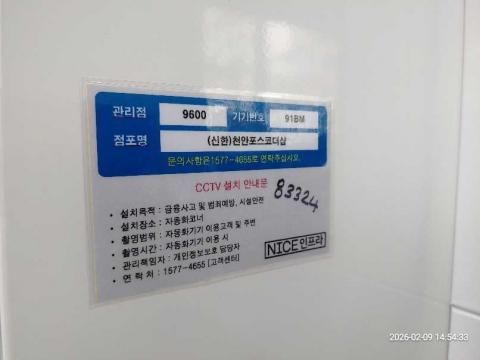 관리점 9600 기기번호 91BM
점포명 (신한)천안포스코더샵
문의사항은1577-4655로 연락주십시요.
CCTV 설치 안내문
83324
• 설치목적 : 금융사고 및 범죄예방, 시설안전
• 설치장소 : 자동화코너
• 촬영범위 : 자동화기기 이용고객 및 주변
• 촬영시간 : 자동화기기 이용 시
• 관리책임자 : 개인정보보호 담당자
• 연 락 처 : 1577-4655 [고객센터]
NICE인프라
2026-02-09 14:54:33